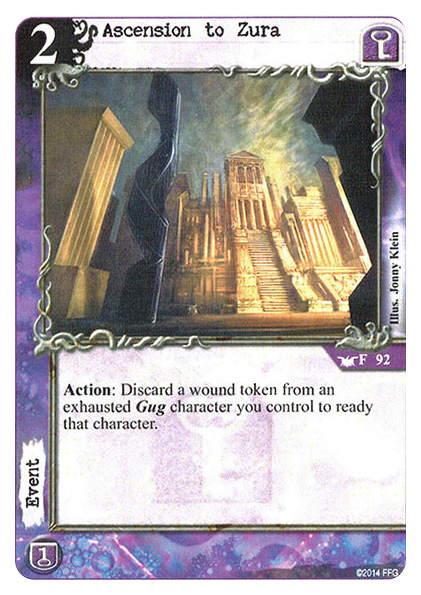 2
Ascension to Zura
Illus. Jonny Klein
F 92
Action: Discard a wound token from an
exhausted Gug character you control to ready
that character.
Event
1
©2014 FFG